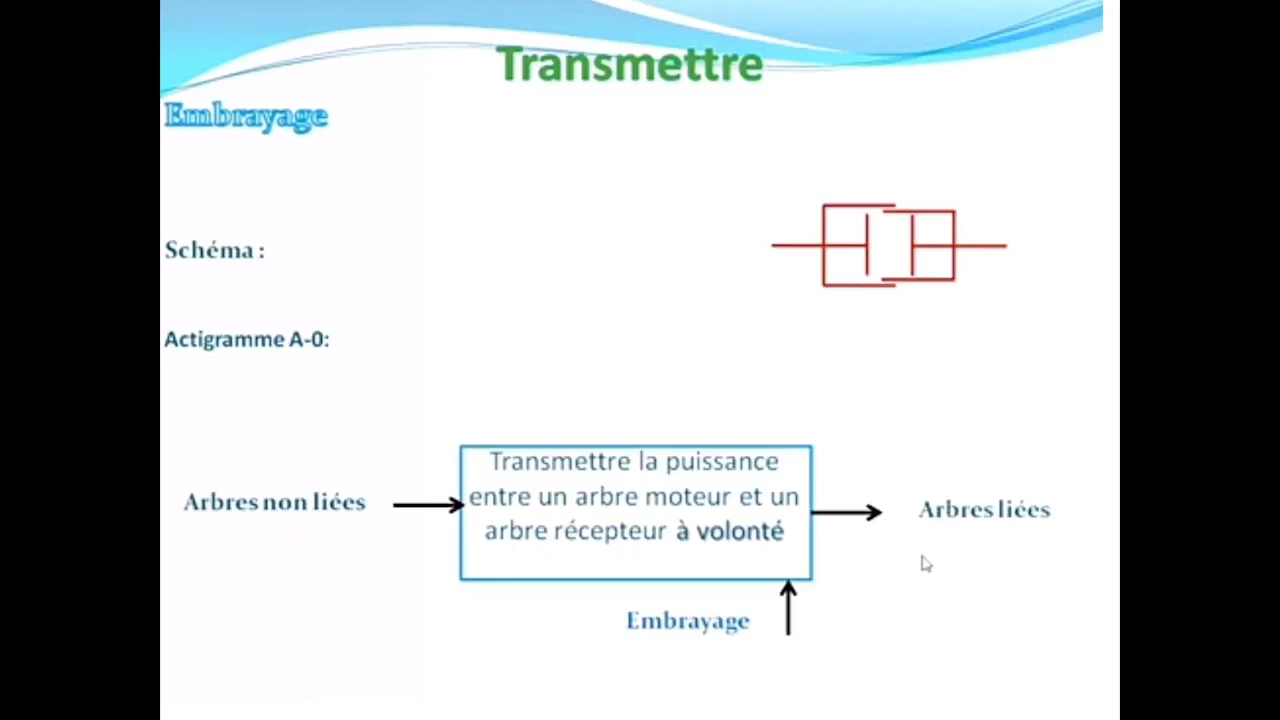 Transmettre
Embrayage
Schéma :
Actigramme A-0:
Transmettre la puissance
entre un arbre moteur et un
arbre récepteur à volonté
Arbres non liées
Arbres liées
Embrayage